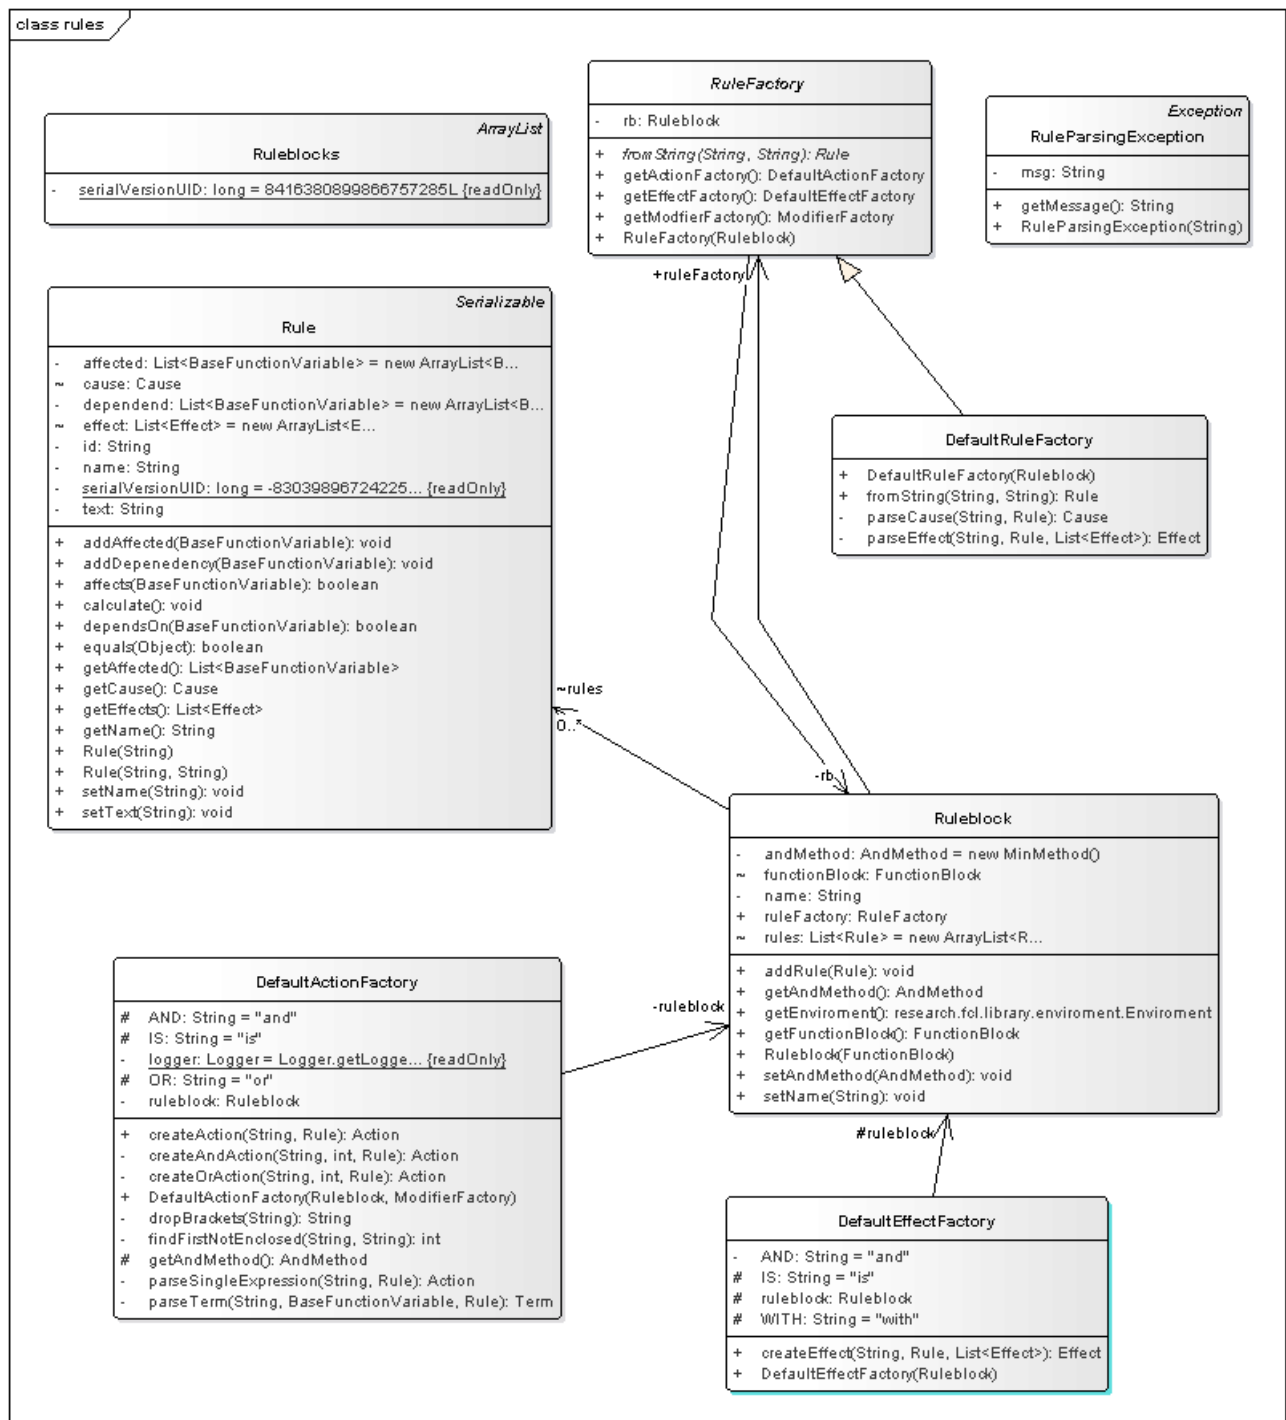 class rules
ArrayList
Ruleblocks
- serialVersionUID: long = 8416380899866757285L {readOnly}
RuleFactory
- rb: Ruleblock
+ fromString(String, String): Rule
+ getActionFactory(): DefaultActionFactory
+ getEffectFactory(): DefaultEffectFactory
+ getModfierFactory(): ModifierFactory
+ RuleFactory(Ruleblock)
Exception
RuleParsingException
- msg: String
+ getMessage(): String
+ RuleParsingException(String)
+ruleFactory
Serializable
Rule
- affected: List<BaseFunctionVariable> = new ArrayList<B...
~ cause: Cause
- dependend: List<BaseFunctionVariable> = new ArrayList<B...
~ effect: List<Effect> = new ArrayList<E...
- id: String
- name: String
- serialVersionUID: long = -83039896724225... {readOnly}
- text: String
+ addAffected(BaseFunctionVariable): void
+ addDepenedency(BaseFunctionVariable): void
+ affects(BaseFunctionVariable): boolean
+ calculate(): void
+ dependsOn(BaseFunctionVariable): boolean
+ equals(Object): boolean
+ getAffected(): List<BaseFunctionVariable>
+ getCause(): Cause
+ getEffects(): List<Effect>
+ getName(): String
+ Rule(String)
+ Rule(String, String)
+ setName(String): void
+ setText(String): void
DefaultRuleFactory
+ DefaultRuleFactory(Ruleblock)
+ fromString(String, String): Rule
- parseCause(String, Rule): Cause
- parseEffect(String, Rule, List<Effect>): Effect
~rules
0..*
-rb
Ruleblock
- andMethod: AndMethod = new MinMethod()
~ functionBlock: FunctionBlock
- name: String
+ ruleFactory: RuleFactory
~ rules: List<Rule> = new ArrayList<R...
+ addRule(Rule): void
+ getAndMethod(): AndMethod
+ getEnviroment(): research.fcl.library.enviroment.Enviroment
+ getFunctionBlock(): FunctionBlock
+ Ruleblock(FunctionBlock)
+ setAndMethod(AndMethod): void
+ setName(String): void
DefaultActionFactory
# AND: String = "and"
# IS: String = "is"
- logger: Logger = Logger.getLogge... {readOnly}
# OR: String = "or"
- ruleblock: Ruleblock
+ createAction(String, Rule): Action
- createAndAction(String, int, Rule): Action
- createOrAction(String, int, Rule): Action
+ DefaultActionFactory(Ruleblock, ModifierFactory)
- dropBrackets(String): String
- findFirstNotEnclosed(String, String): int
# getAndMethod(): AndMethod
- parseSingleExpression(String, Rule): Action
- parseTerm(String, BaseFunctionVariable, Rule): Term
-ruleblock
#ruleblock
DefaultEffectFactory
- AND: String = "and"
# IS: String = "is"
# ruleblock: Ruleblock
# WITH: String = "with"
+ createEffect(String, Rule, List<Effect>): Effect
+ DefaultEffectFactory(Ruleblock)